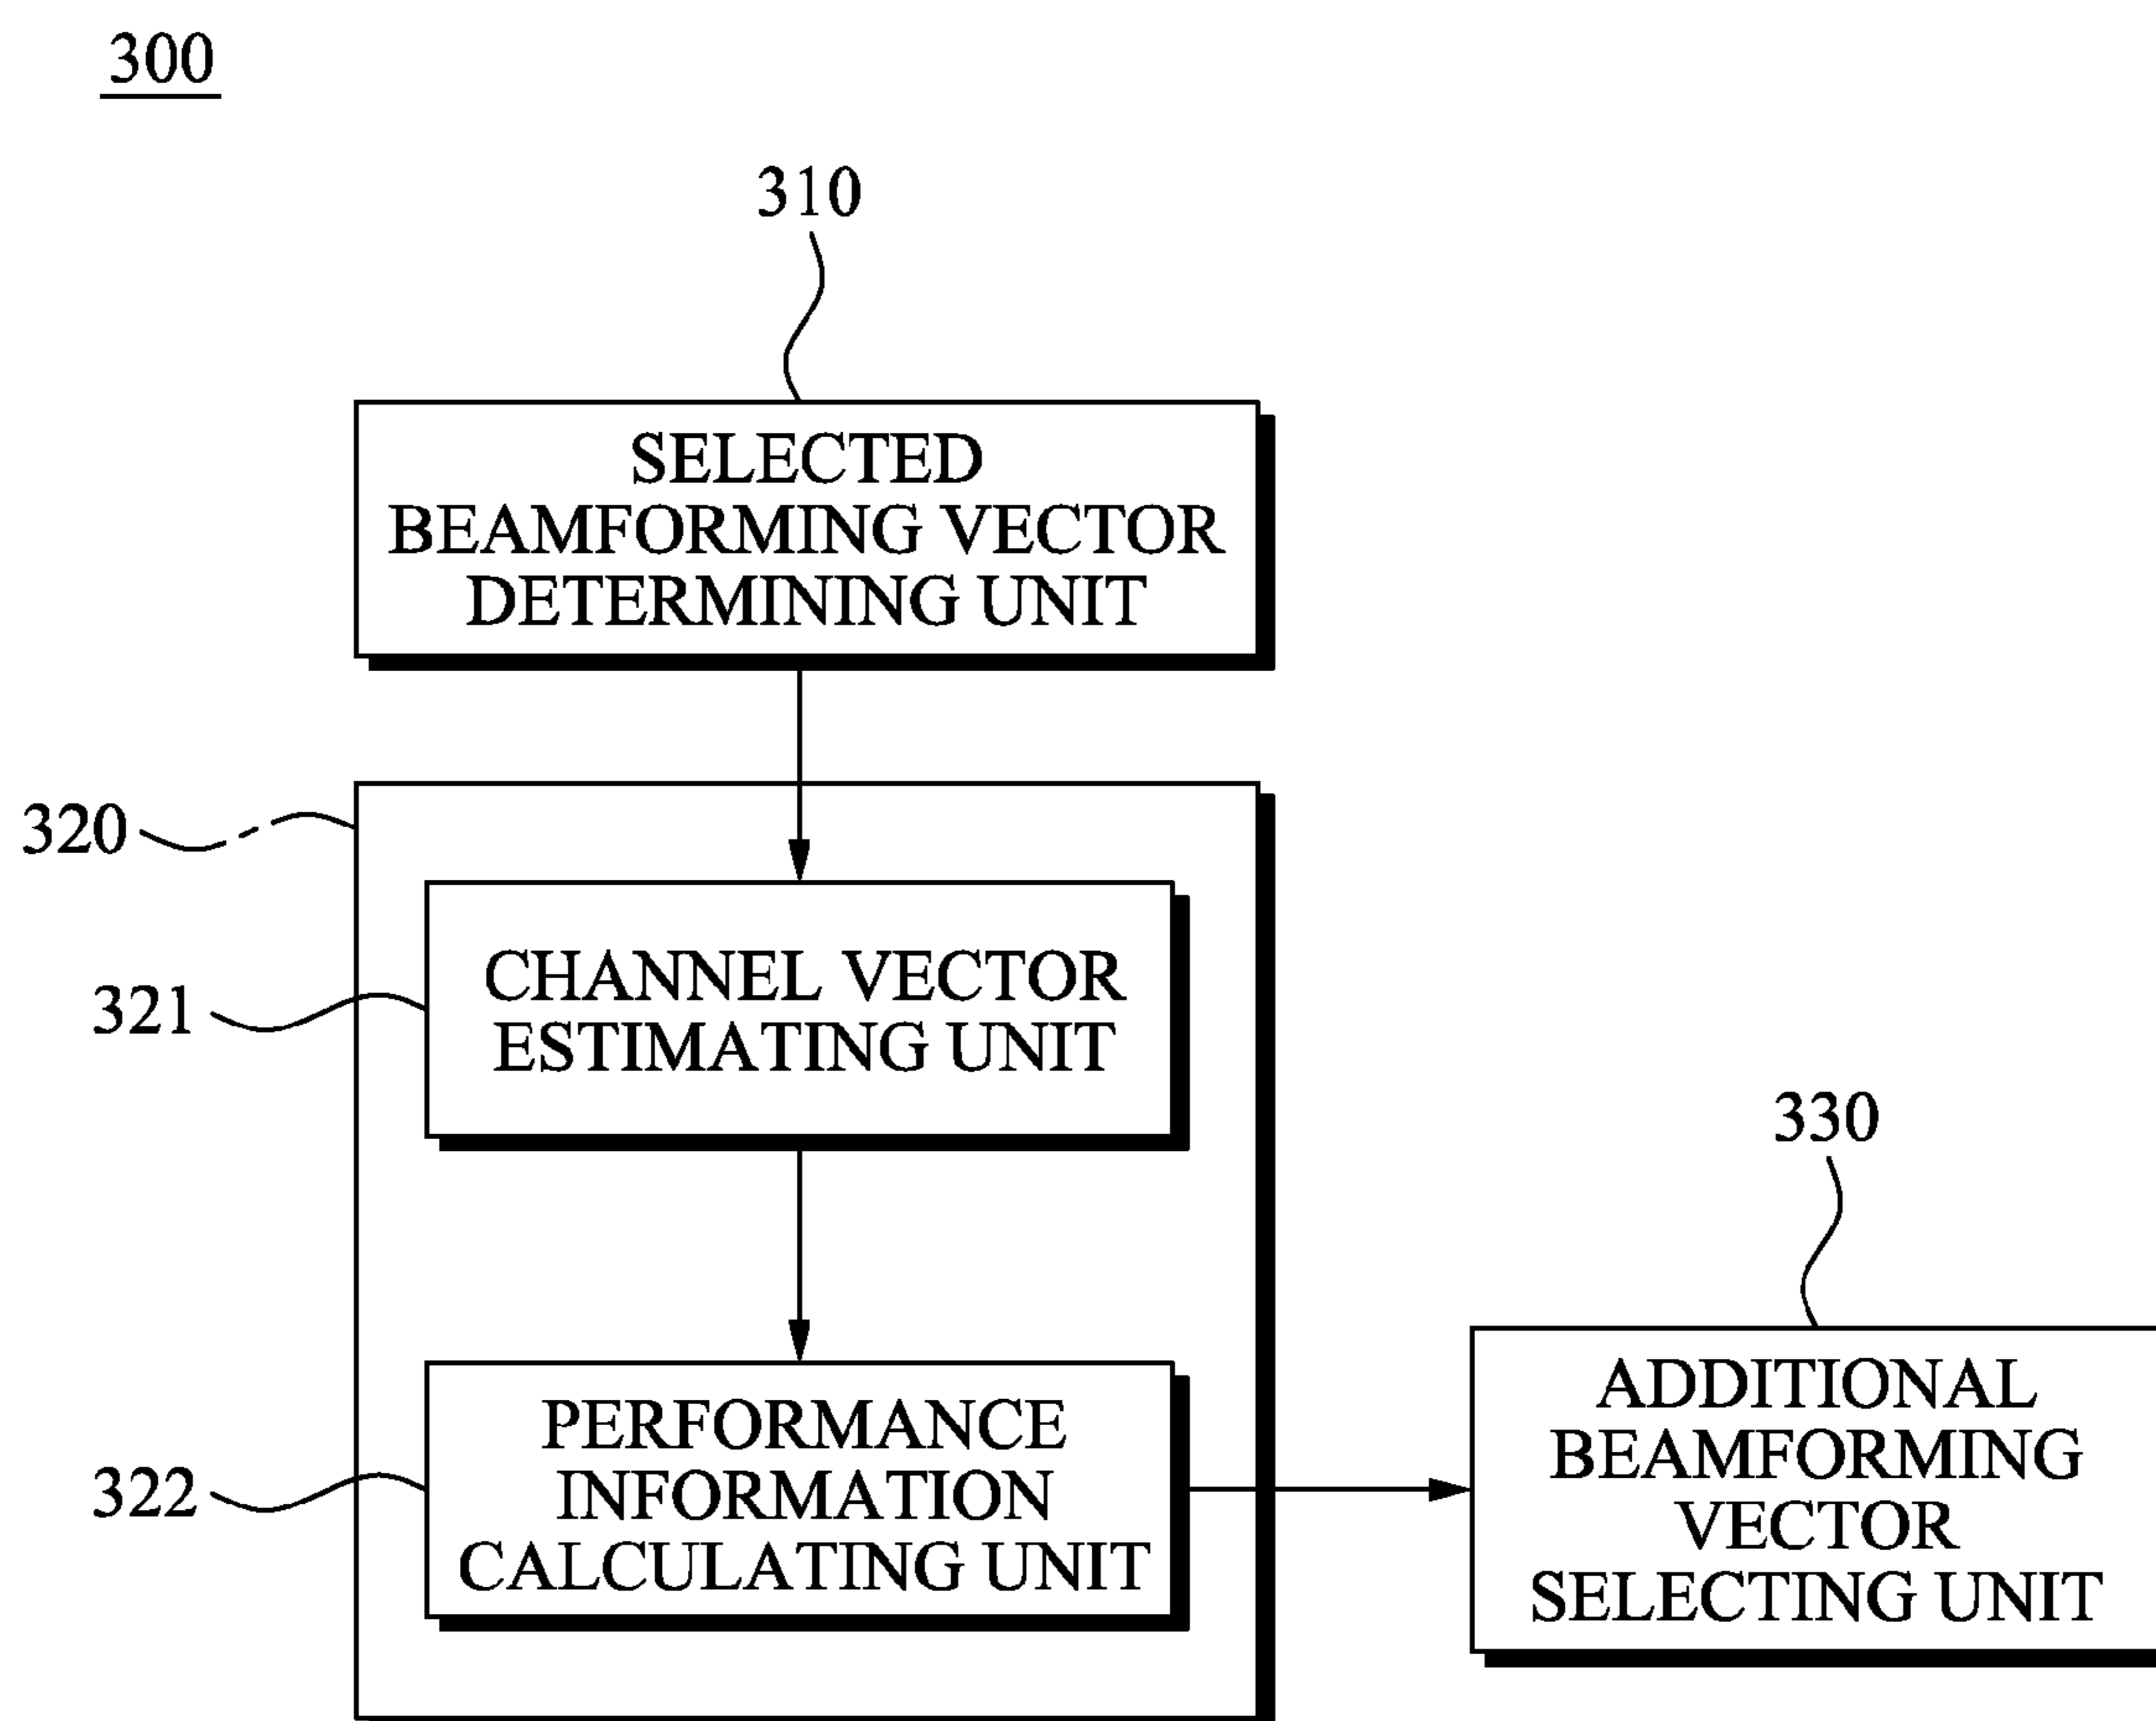 300
310
SELECTED
BEAMFORMING VECTOR
DETERMINING UNIT
320
321
CHANNEL VECTOR
ESTIMATING UNIT
330
322
PERFORMANCE
INFORMATION
CALCULATING UNIT
ADDITIONAL
BEAMFORMING
VECTOR
SELECTING UNIT